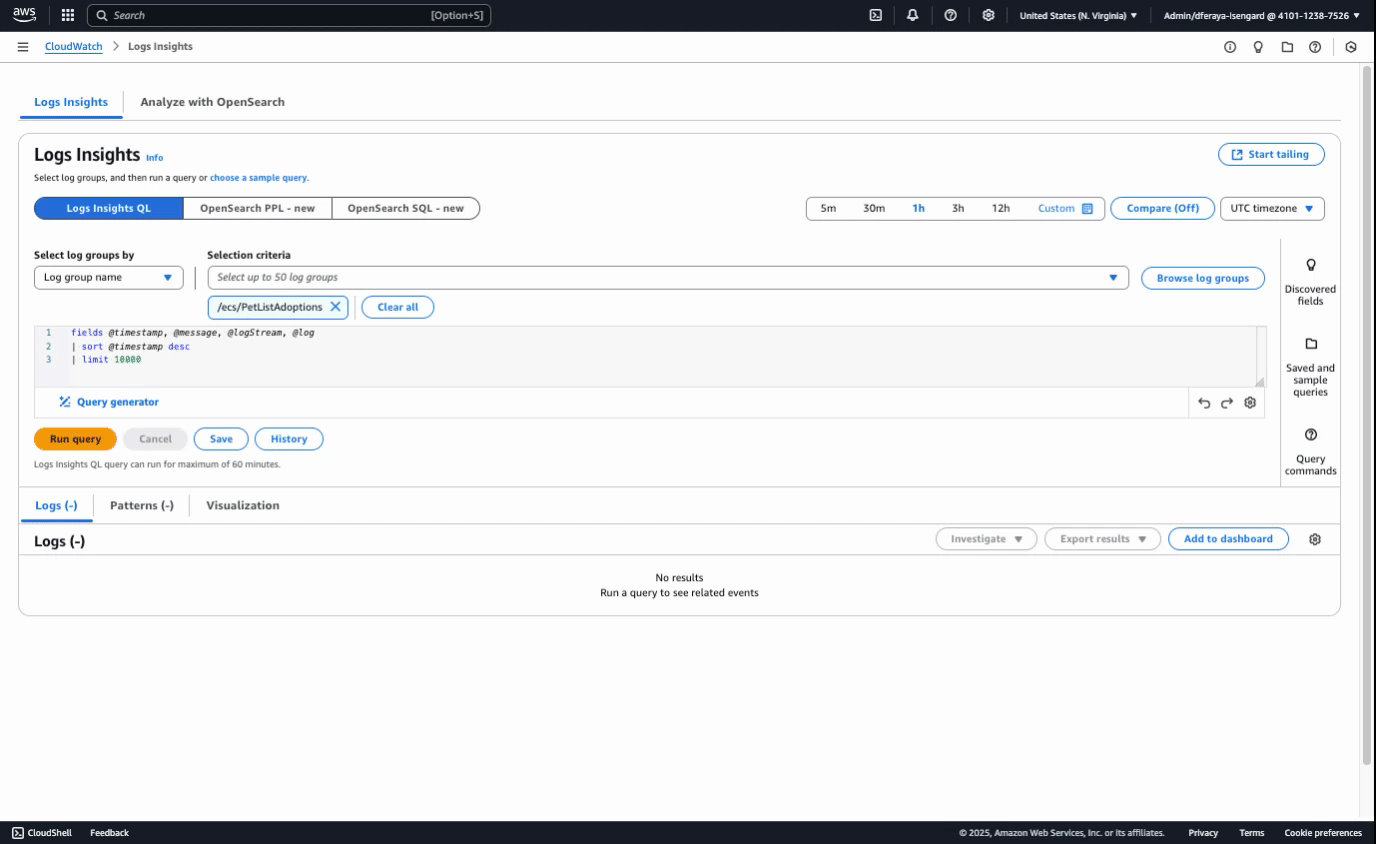 aws Search [Option+S] United States (N. Virginia) ▼ Admin/dferaya-Isengard @ 4101-1238-7526 ▼
CloudWatch > Logs Insights
Logs Insights Analyze with OpenSearch
Logs Insights Info Start tailing
Select log groups, and then run a query or choose a sample query.
Logs Insights QL OpenSearch PPL - new OpenSearch SQL - new 5m 30m 1h 3h 12h Custom Compare (Off) UTC timezone ▼
Select log groups by Selection criteria
Log group name ▼ Select up to 50 log groups ▼ Browse log groups
/ecs/PetListAdoptions Clear all
1 fields @timestamp, @message, @logStream, @log
2 | sort @timestamp desc
3 | limit 10000
Query generator
Discovered
fields
Saved and
sample
queries
Query
commands
Run query Cancel Save History
Logs Insights QL query can run for maximum of 60 minutes.
Logs (-) Patterns (-) Visualization
Logs (-) Investigate ▼ Export results ▼ Add to dashboard
No results
Run a query to see related events
CloudShell Feedback © 2025, Amazon Web Services, Inc. or its affiliates. Privacy Terms Cookie preferences